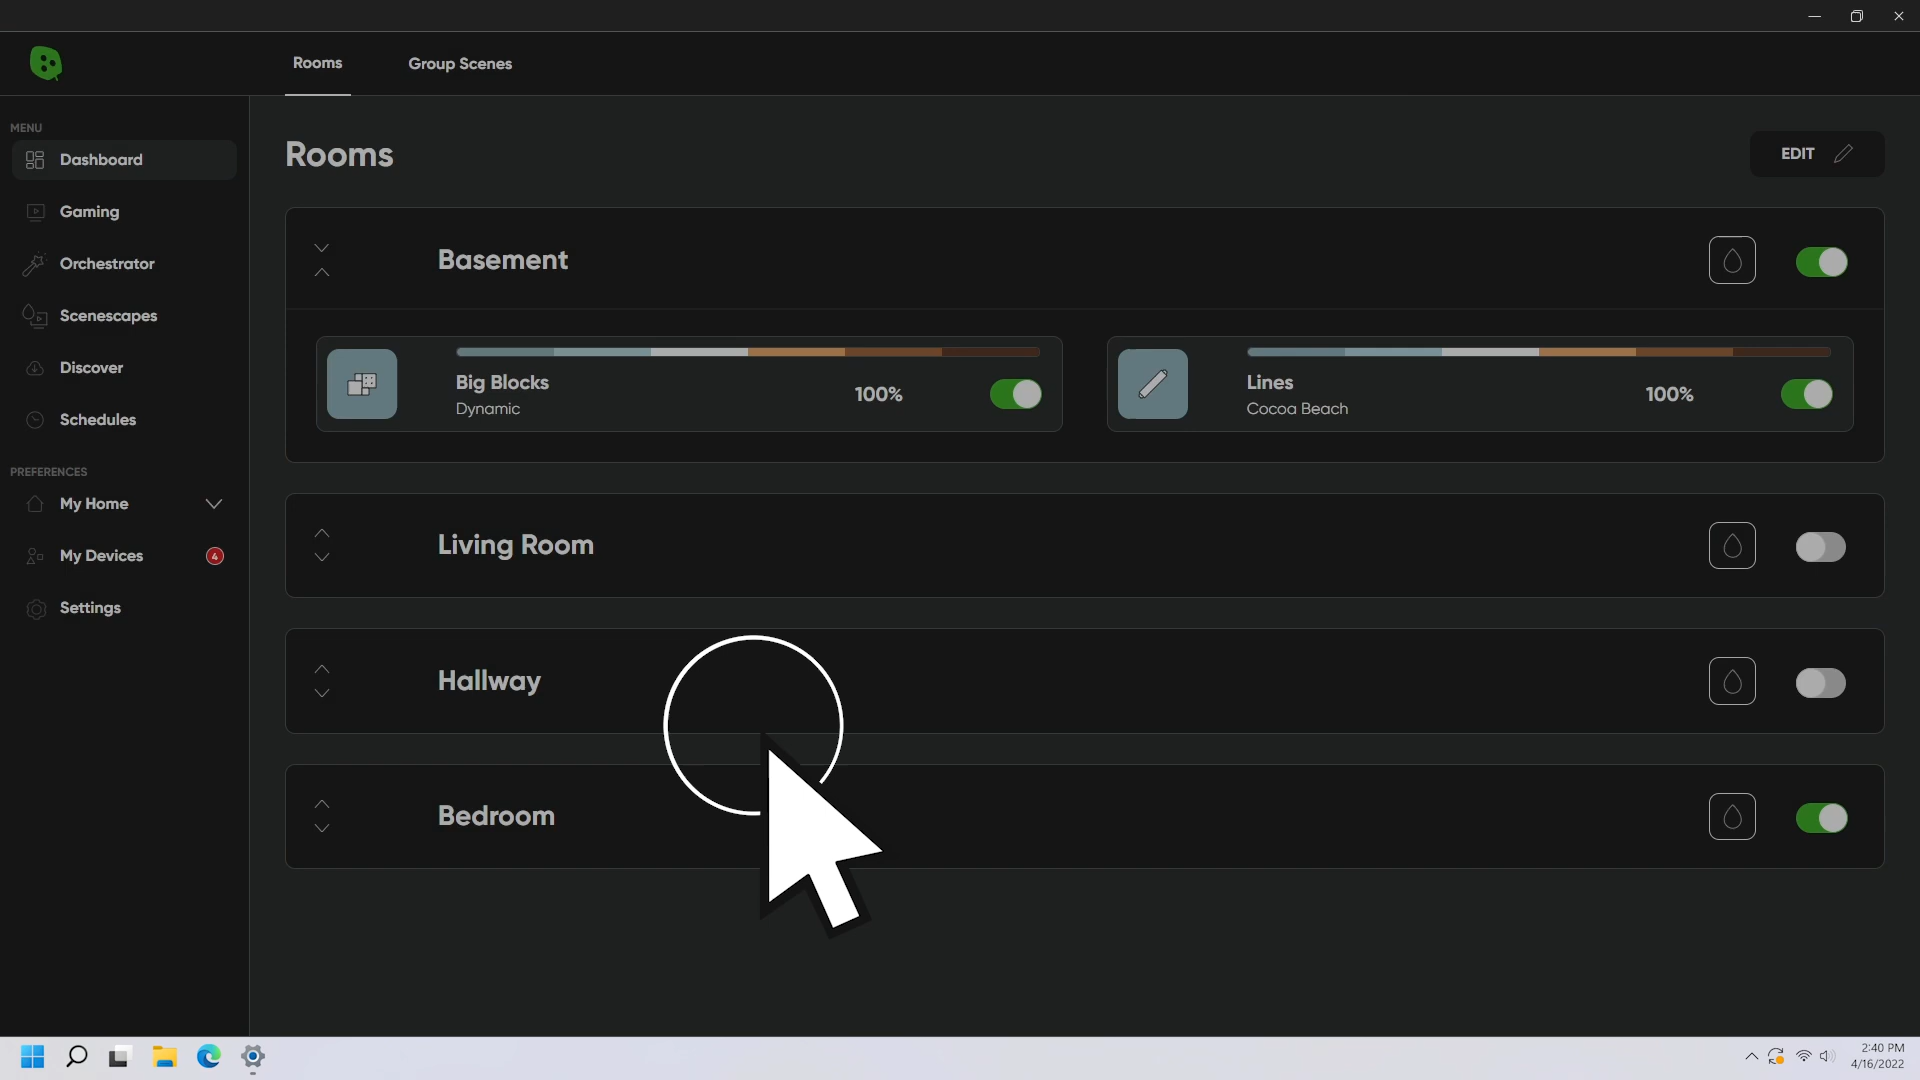 Rooms
Group Scenes
MENU
Dashboard
Gaming
Orchestrator
Scenescapes
Discover
Schedules
PREFERENCES
My Home
My Devices
4
Settings
Rooms
EDIT
Basement
Big Blocks
Dynamic
100%
Lines
Cocoa Beach
100%
Living Room
Hallway
Bedroom
2:40 PM
4/16/2022